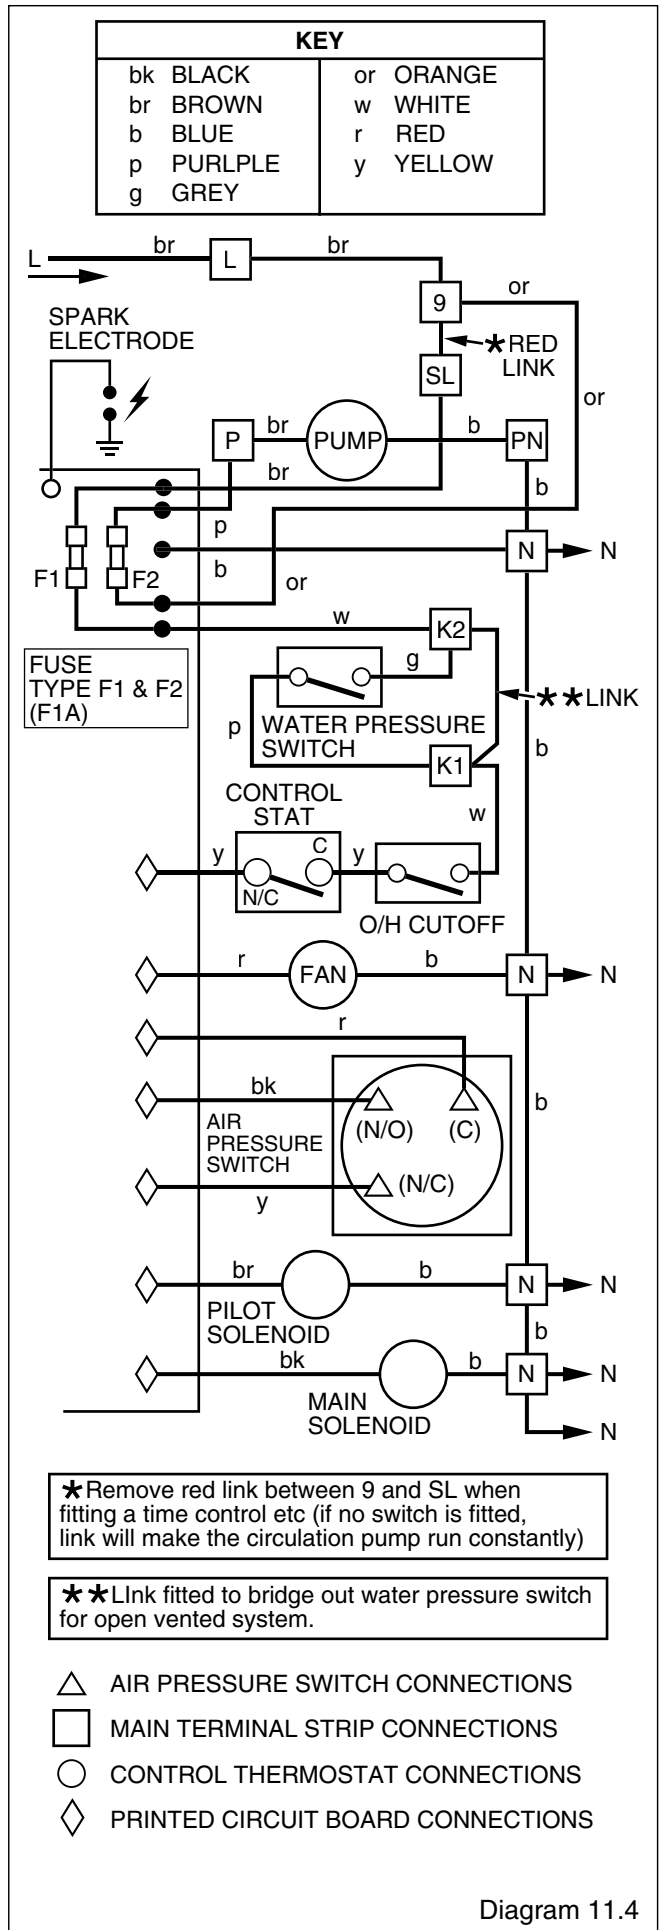 KEY
bk BLACK
br BROWN
b BLUE
p PURLPLE
g GREY
or ORANGE
w WHITE
r RED
y YELLOW
L br L br
9 or
SPARK
ELECTRODE
*RED
LINK
SL
or
P br PUMP b PN
br
b
p
N N
b
F1 F2 or
w K2
FUSE
TYPE F1 & F2
(F1A)
g
**LINK
WATER PRESSURE
SWITCH
p
b
K1
CONTROL
STAT
w
y C y
N/C
O/H CUTOFF
r FAN b N N
r
bk
AIR
PRESSURE
SWITCH
(N/O) (C)
b
(N/C)
y
br b N N
PILOT
SOLENOID
b
bk b N N
MAIN
SOLENOID
N
*Remove red link between 9 and SL when
fitting a time control etc (if no switch is fitted,
link will make the circulation pump run constantly)
**LInk fitted to bridge out water pressure switch
for open vented system.
AIR PRESSURE SWITCH CONNECTIONS
MAIN TERMINAL STRIP CONNECTIONS
CONTROL THERMOSTAT CONNECTIONS
PRINTED CIRCUIT BOARD CONNECTIONS
Diagram 11.4